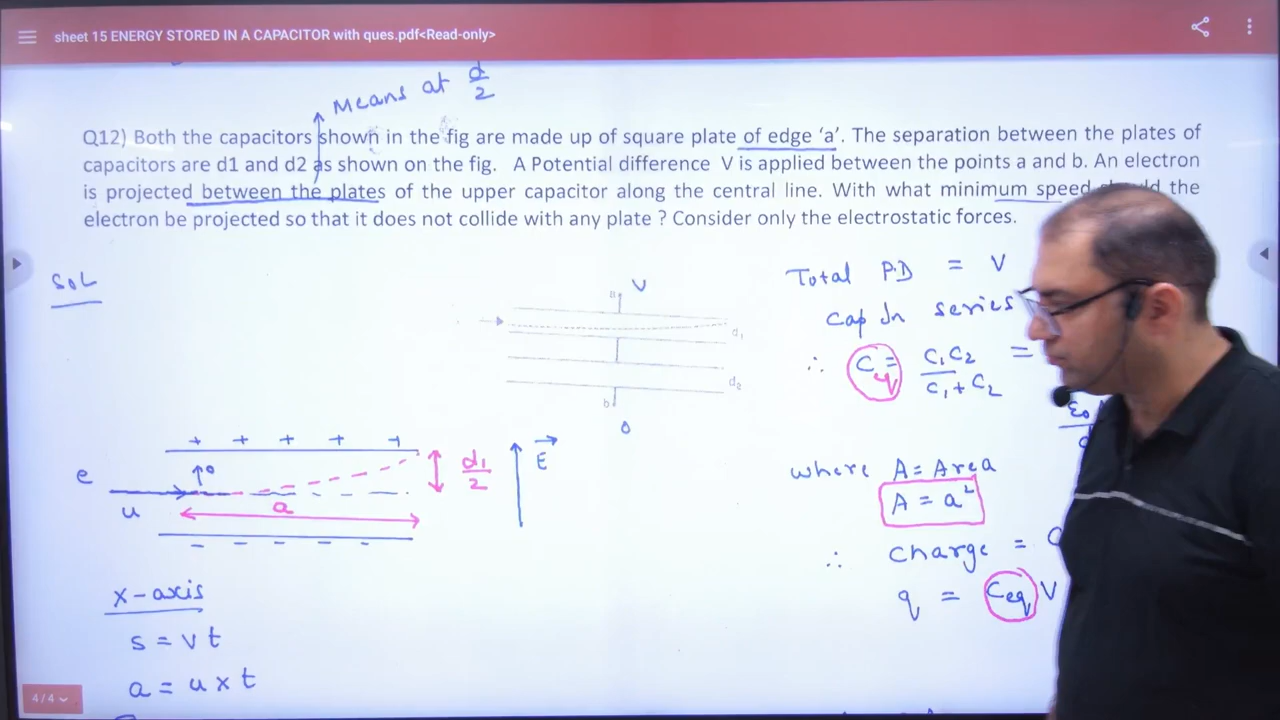 sheet 15 ENERGY STORED IN A CAPACITOR with ques.pdf<Read-only>
Means at d/2
Q12) Both the capacitors shown in the fig are made up of square plate of edge ‘a’. The separation between the plates of
capacitors are d1 and d2 as shown on the fig. A Potential difference V is applied between the points a and b. An electron
is projected between the plates of the upper capacitor along the central line. With what minimum speed should the
electron be projected so that it does not collide with any plate ? Consider only the electrostatic forces.
SOL
V
a
d1
d2
b
0
Total P.D = V
Cap In series
∴ Ceq = C1C2 / C1 + C2 =
ε0
d
where A = Area
A = a²
∴ charge =
q = Ceq V
+ + + + +
e
u
a
d1/2
E
- - - - -
x-axis
s = vt
a = u x t
4/4